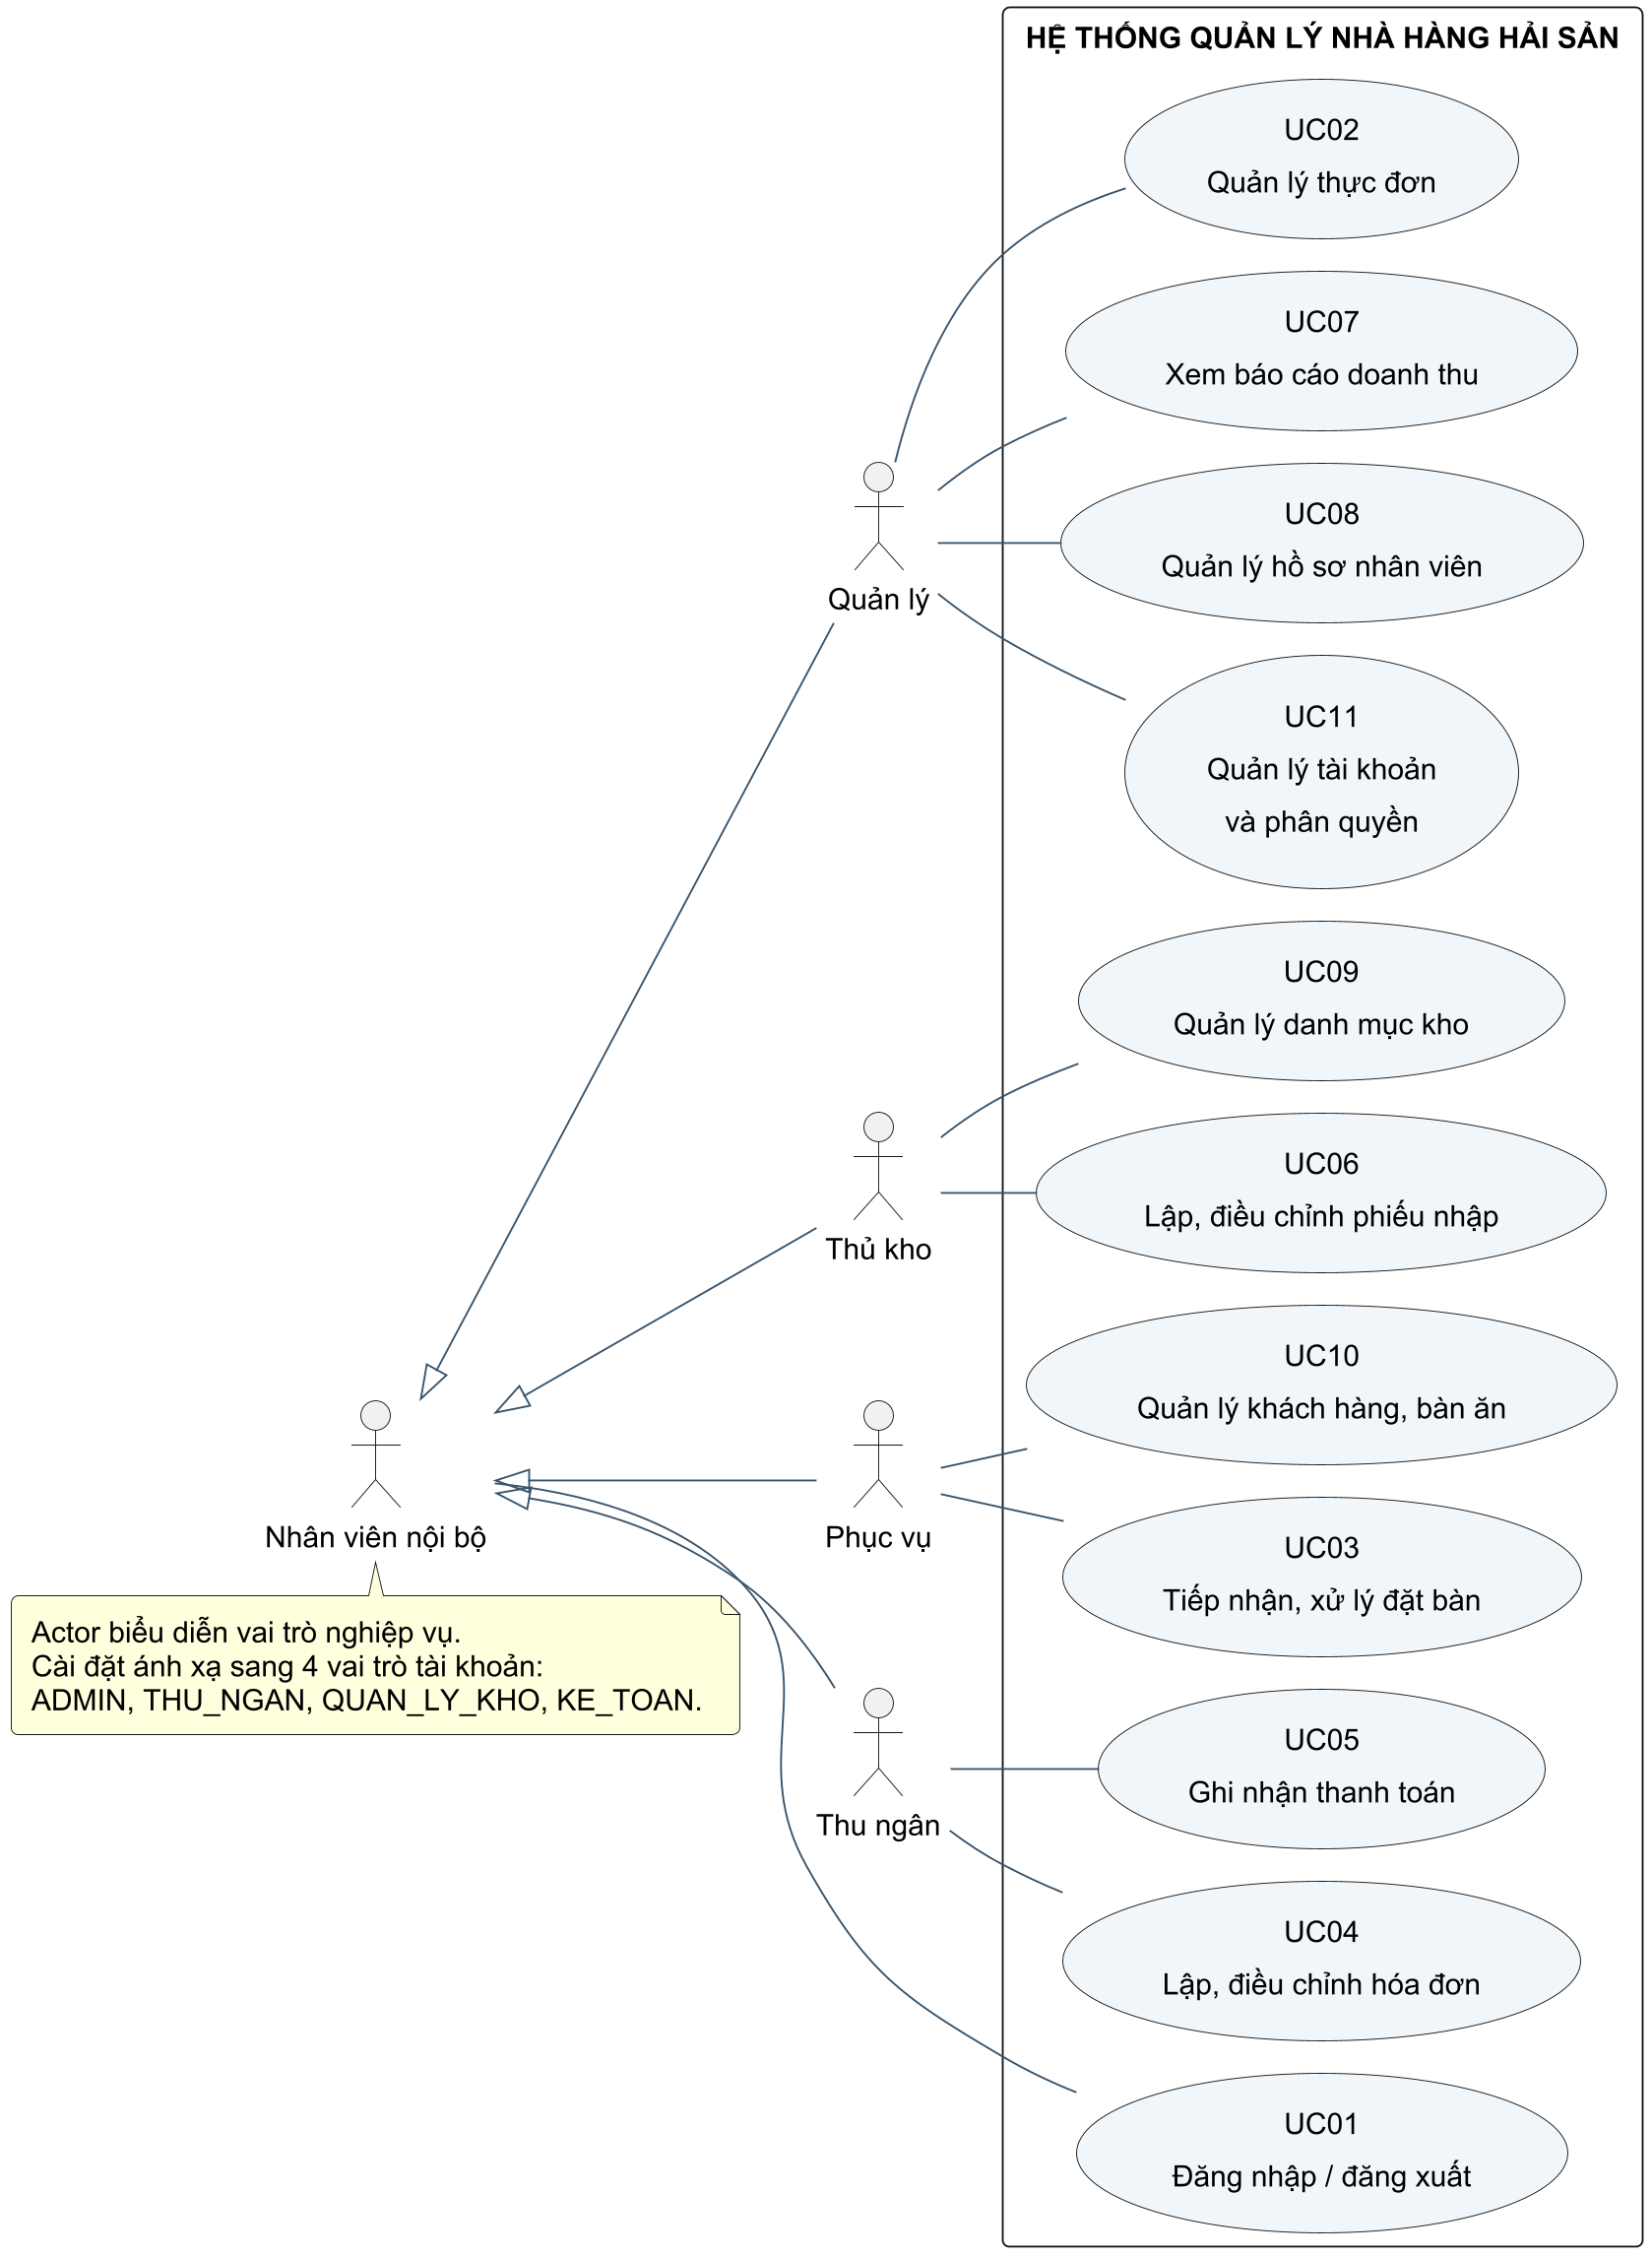 HỆ THỐNG QUẢN LÝ NHÀ HÀNG HẢI SẢN
UC02
Quản lý thực đơn
UC07
Xem báo cáo doanh thu
UC08
Quản lý hồ sơ nhân viên
Quản lý
UC11
Quản lý tài khoản
và phân quyền
UC09
Quản lý danh mục kho
UC06
Lập, điều chỉnh phiếu nhập
Thủ kho
UC10
Quản lý khách hàng, bàn ăn
Nhân viên nội bộ
Phục vụ
UC03
Tiếp nhận, xử lý đặt bàn
Actor biểu diễn vai trò nghiệp vụ.
Cài đặt ánh xạ sang 4 vai trò tài khoản:
ADMIN, THU_NGAN, QUAN_LY_KHO, KE_TOAN.
UC05
Ghi nhận thanh toán
Thu ngân
UC04
Lập, điều chỉnh hóa đơn
UC01
Đăng nhập / đăng xuất